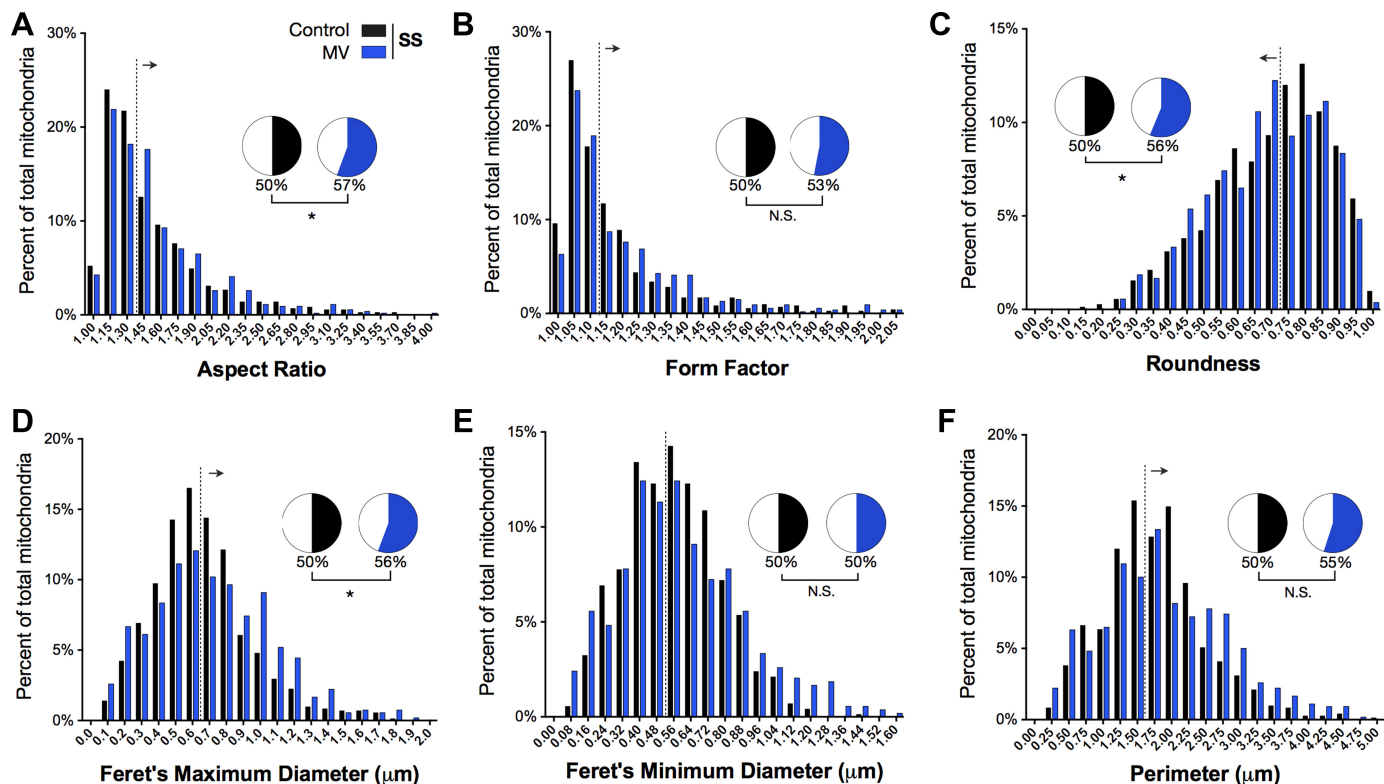 A
Percent of total mitochondria
30%
20%
10%
0%
Control
MV
SS
50%
57%
*
1.00 1.15 1.30 1.45 1.60 1.75 1.90 2.05 2.20 2.35 2.50 2.65 2.80 2.95 3.10 3.25 3.40 3.55 3.70 3.85 4.00
Aspect Ratio
B
Percent of total mitochondria
30%
20%
10%
0%
50%
53%
N.S.
1.00 1.05 1.10 1.15 1.20 1.25 1.30 1.35 1.40 1.45 1.50 1.55 1.60 1.65 1.70 1.75 1.80 1.85 1.90 1.95 2.00 2.05
Form Factor
C
Percent of total mitochondria
15%
10%
5%
0%
50%
56%
*
0.00 0.05 0.10 0.15 0.20 0.25 0.30 0.35 0.40 0.45 0.50 0.55 0.60 0.65 0.70 0.75 0.80 0.85 0.90 0.95 1.00
Roundness
D
Percent of total mitochondria
20%
15%
10%
5%
0%
50%
56%
*
0.0 0.1 0.2 0.3 0.4 0.5 0.6 0.7 0.8 0.9 1.0 1.1 1.2 1.3 1.4 1.5 1.6 1.7 1.8 1.9 2.0
Feret's Maximum Diameter (μm)
E
Percent of total mitochondria
15%
10%
5%
0%
50%
50%
N.S.
0.00 0.08 0.16 0.24 0.32 0.40 0.48 0.56 0.64 0.72 0.80 0.88 0.96 1.04 1.12 1.20 1.28 1.36 1.44 1.52 1.60
Feret's Minimum Diameter (μm)
F
Percent of total mitochondria
20%
15%
10%
5%
0%
50%
55%
N.S.
0.00 0.25 0.50 0.75 1.00 1.25 1.50 1.75 2.00 2.25 2.50 2.75 3.00 3.25 3.50 3.75 4.00 4.25 4.50 4.75 5.00
Perimeter (μm)